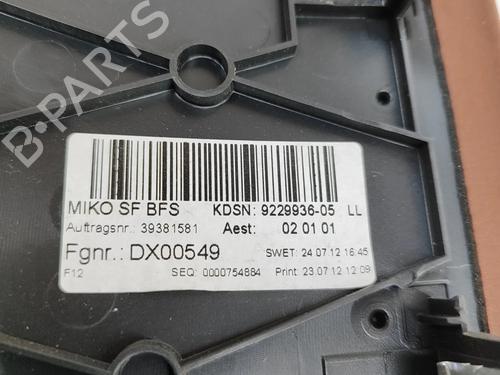 B-PARTS
MIKO SF BFS KDSN: 9229936-05 LL
Auftragsnr.: 39381581 Aest: 02 01 01
Fgnr.: DX00549 SWET: 24.07.12 16:45
F12 SEQ: 0000754884 Print: 23.07.12 12:09